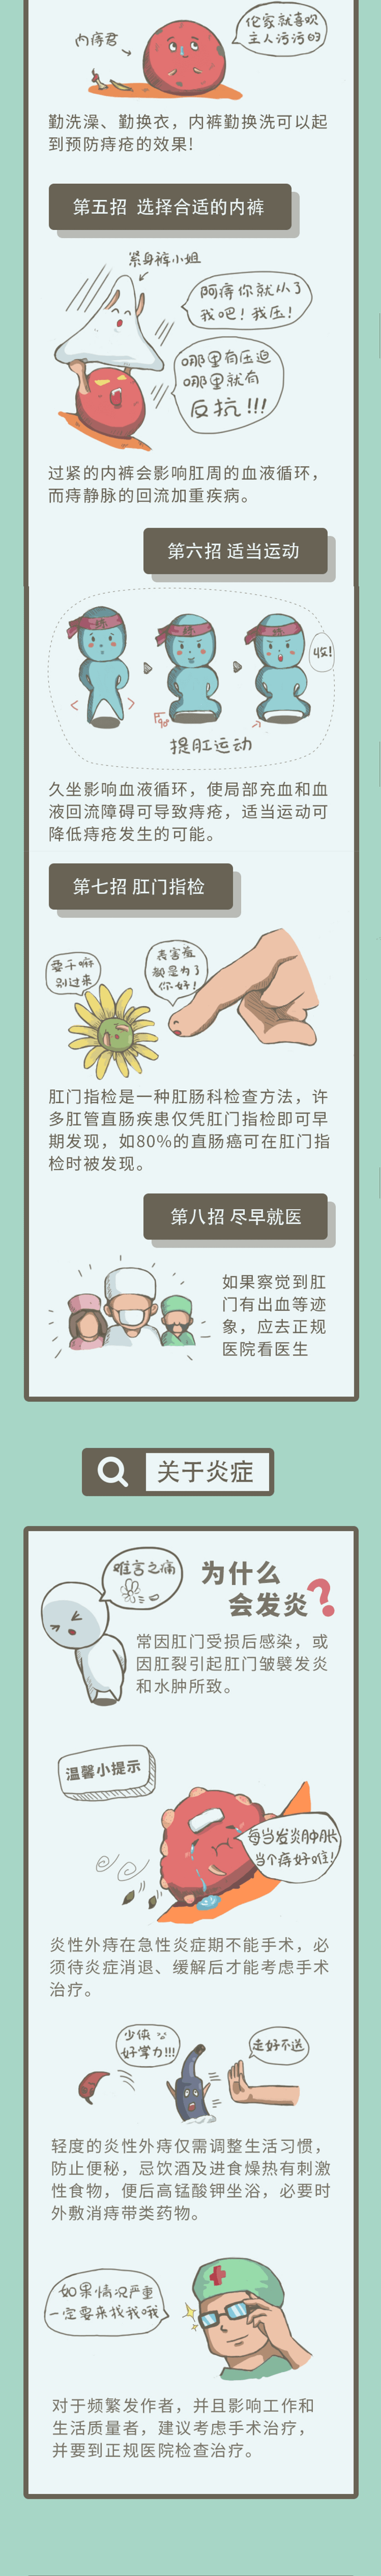 内痔君
伦家就喜欢
主人污污的
勤洗澡、勤换衣，内裤勤换洗可以起
到预防痔疮的效果！
第五招 选择合适的内裤
紧身裤小姐
阿痔你就从了
我吧！我压！
哪里有压迫
哪里就有
反抗！！！
过紧的内裤会影响肛周的血液循环，
而痔静脉的回流加重疾病。
第六招 适当运动
收！
提肛运动
久坐影响血液循环，使局部充血和血
液回流障碍可导致痔疮，适当运动可
降低痔疮发生的可能。
第七招 肛门指检
要干嘛
别过来
表害羞
额是为了
你好！
肛门指检是一种肛肠科检查方法，许
多肛管直肠疾患仅凭肛门指检即可早
期发现，如80%的直肠癌可在肛门指
检时被发现。
第八招 尽早就医
如果察觉到肛
门有出血等迹
象，应去正规
医院看医生
关于炎症
难言之痛
为什么
会发炎？
常因肛门受损后感染，或
因肛裂引起肛门皱襞发炎
和水肿所致。
温馨小提示
每当发炎肿胀
当个痔好难！
炎性外痔在急性炎症期不能手术，必
须待炎症消退、缓解后才能考虑手术
治疗。
少侠
好掌力！！！
走好不送
轻度的炎性外痔仅需调整生活习惯，
防止便秘，忌饮酒及进食燥热有刺激
性食物，便后高锰酸钾坐浴，必要时
外敷消痔带类药物。
如果情况严重
一定要来找我哦
对于频繁发作者，并且影响工作和
生活质量者，建议考虑手术治疗，
并要到正规医院检查治疗。